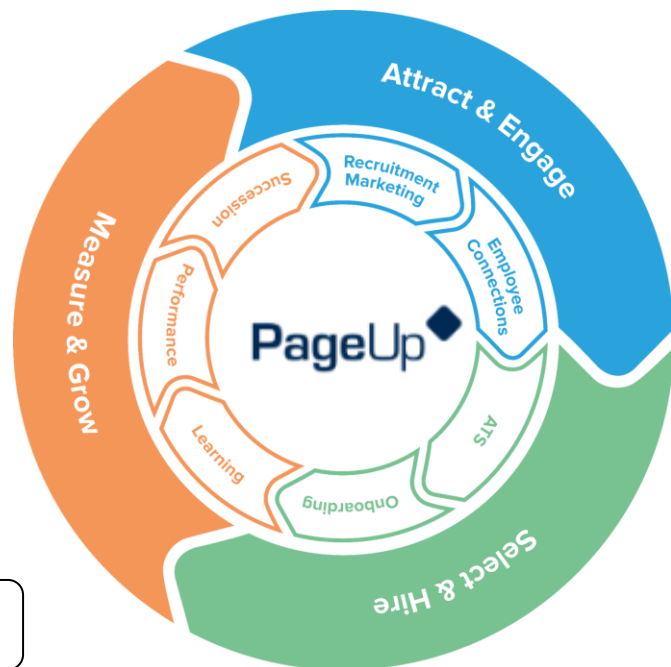 Attract & Engage
Select & Hire
Measure & Grow
Recruitment
Marketing
Employee
Connections
ATS
Onboarding
Learning
Performance
Succession
PageUp